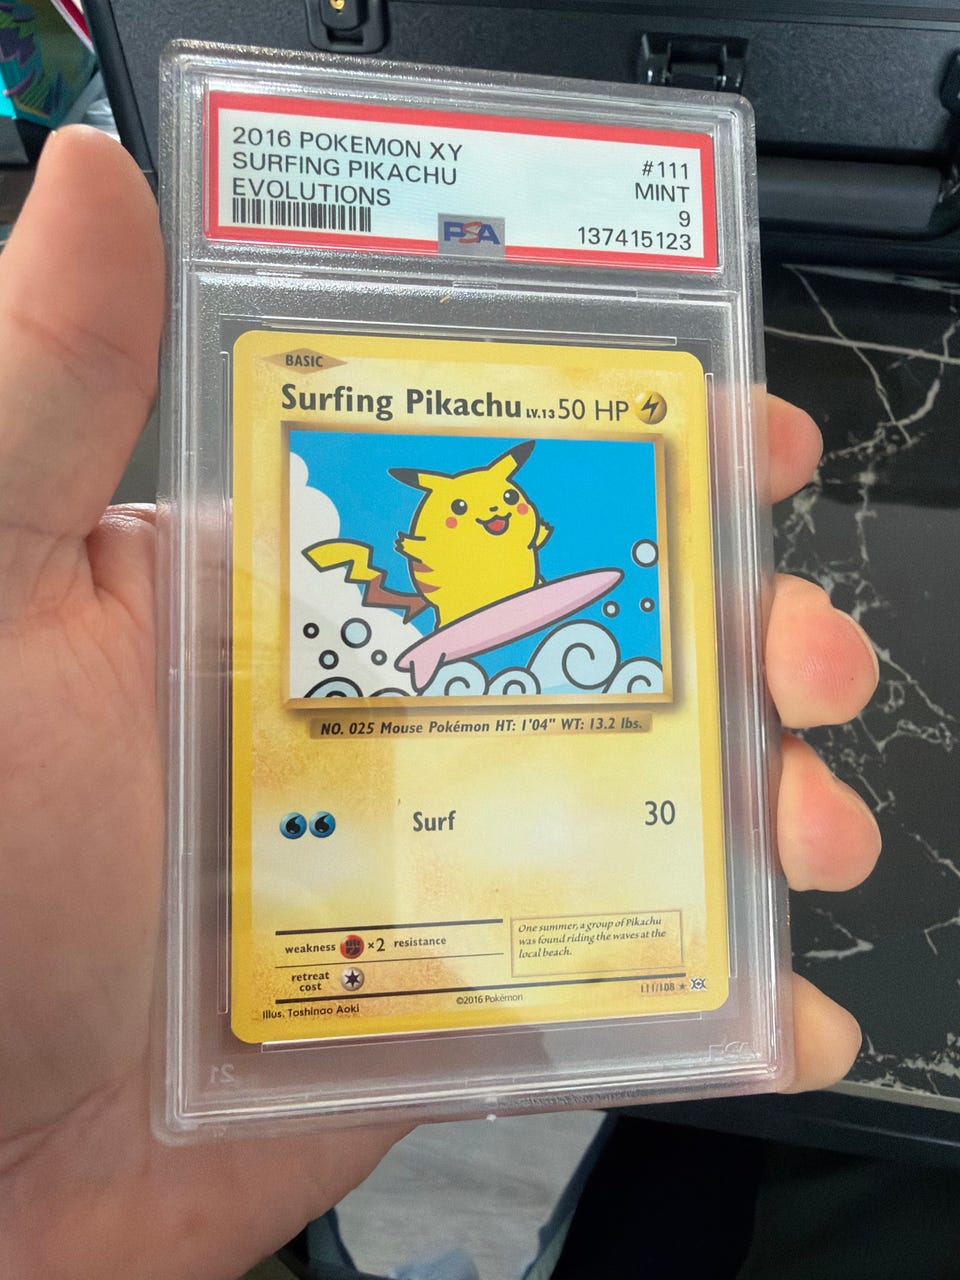 2016 POKEMON XY
SURFING PIKACHU
EVOLUTIONS
#111
MINT
9
137415123
PSA
BASIC
Surfing Pikachu LV.13 50 HP
NO. 025 Mouse Pokémon HT: 1'04" WT: 13.2 lbs.
Surf 30
weakness ×2 resistance
retreat
cost
One summer, a group of Pikachu
was found riding the waves at the
local beach.
111/108 ★ XY
©2016 Pokémon
Illus. Toshinao Aoki